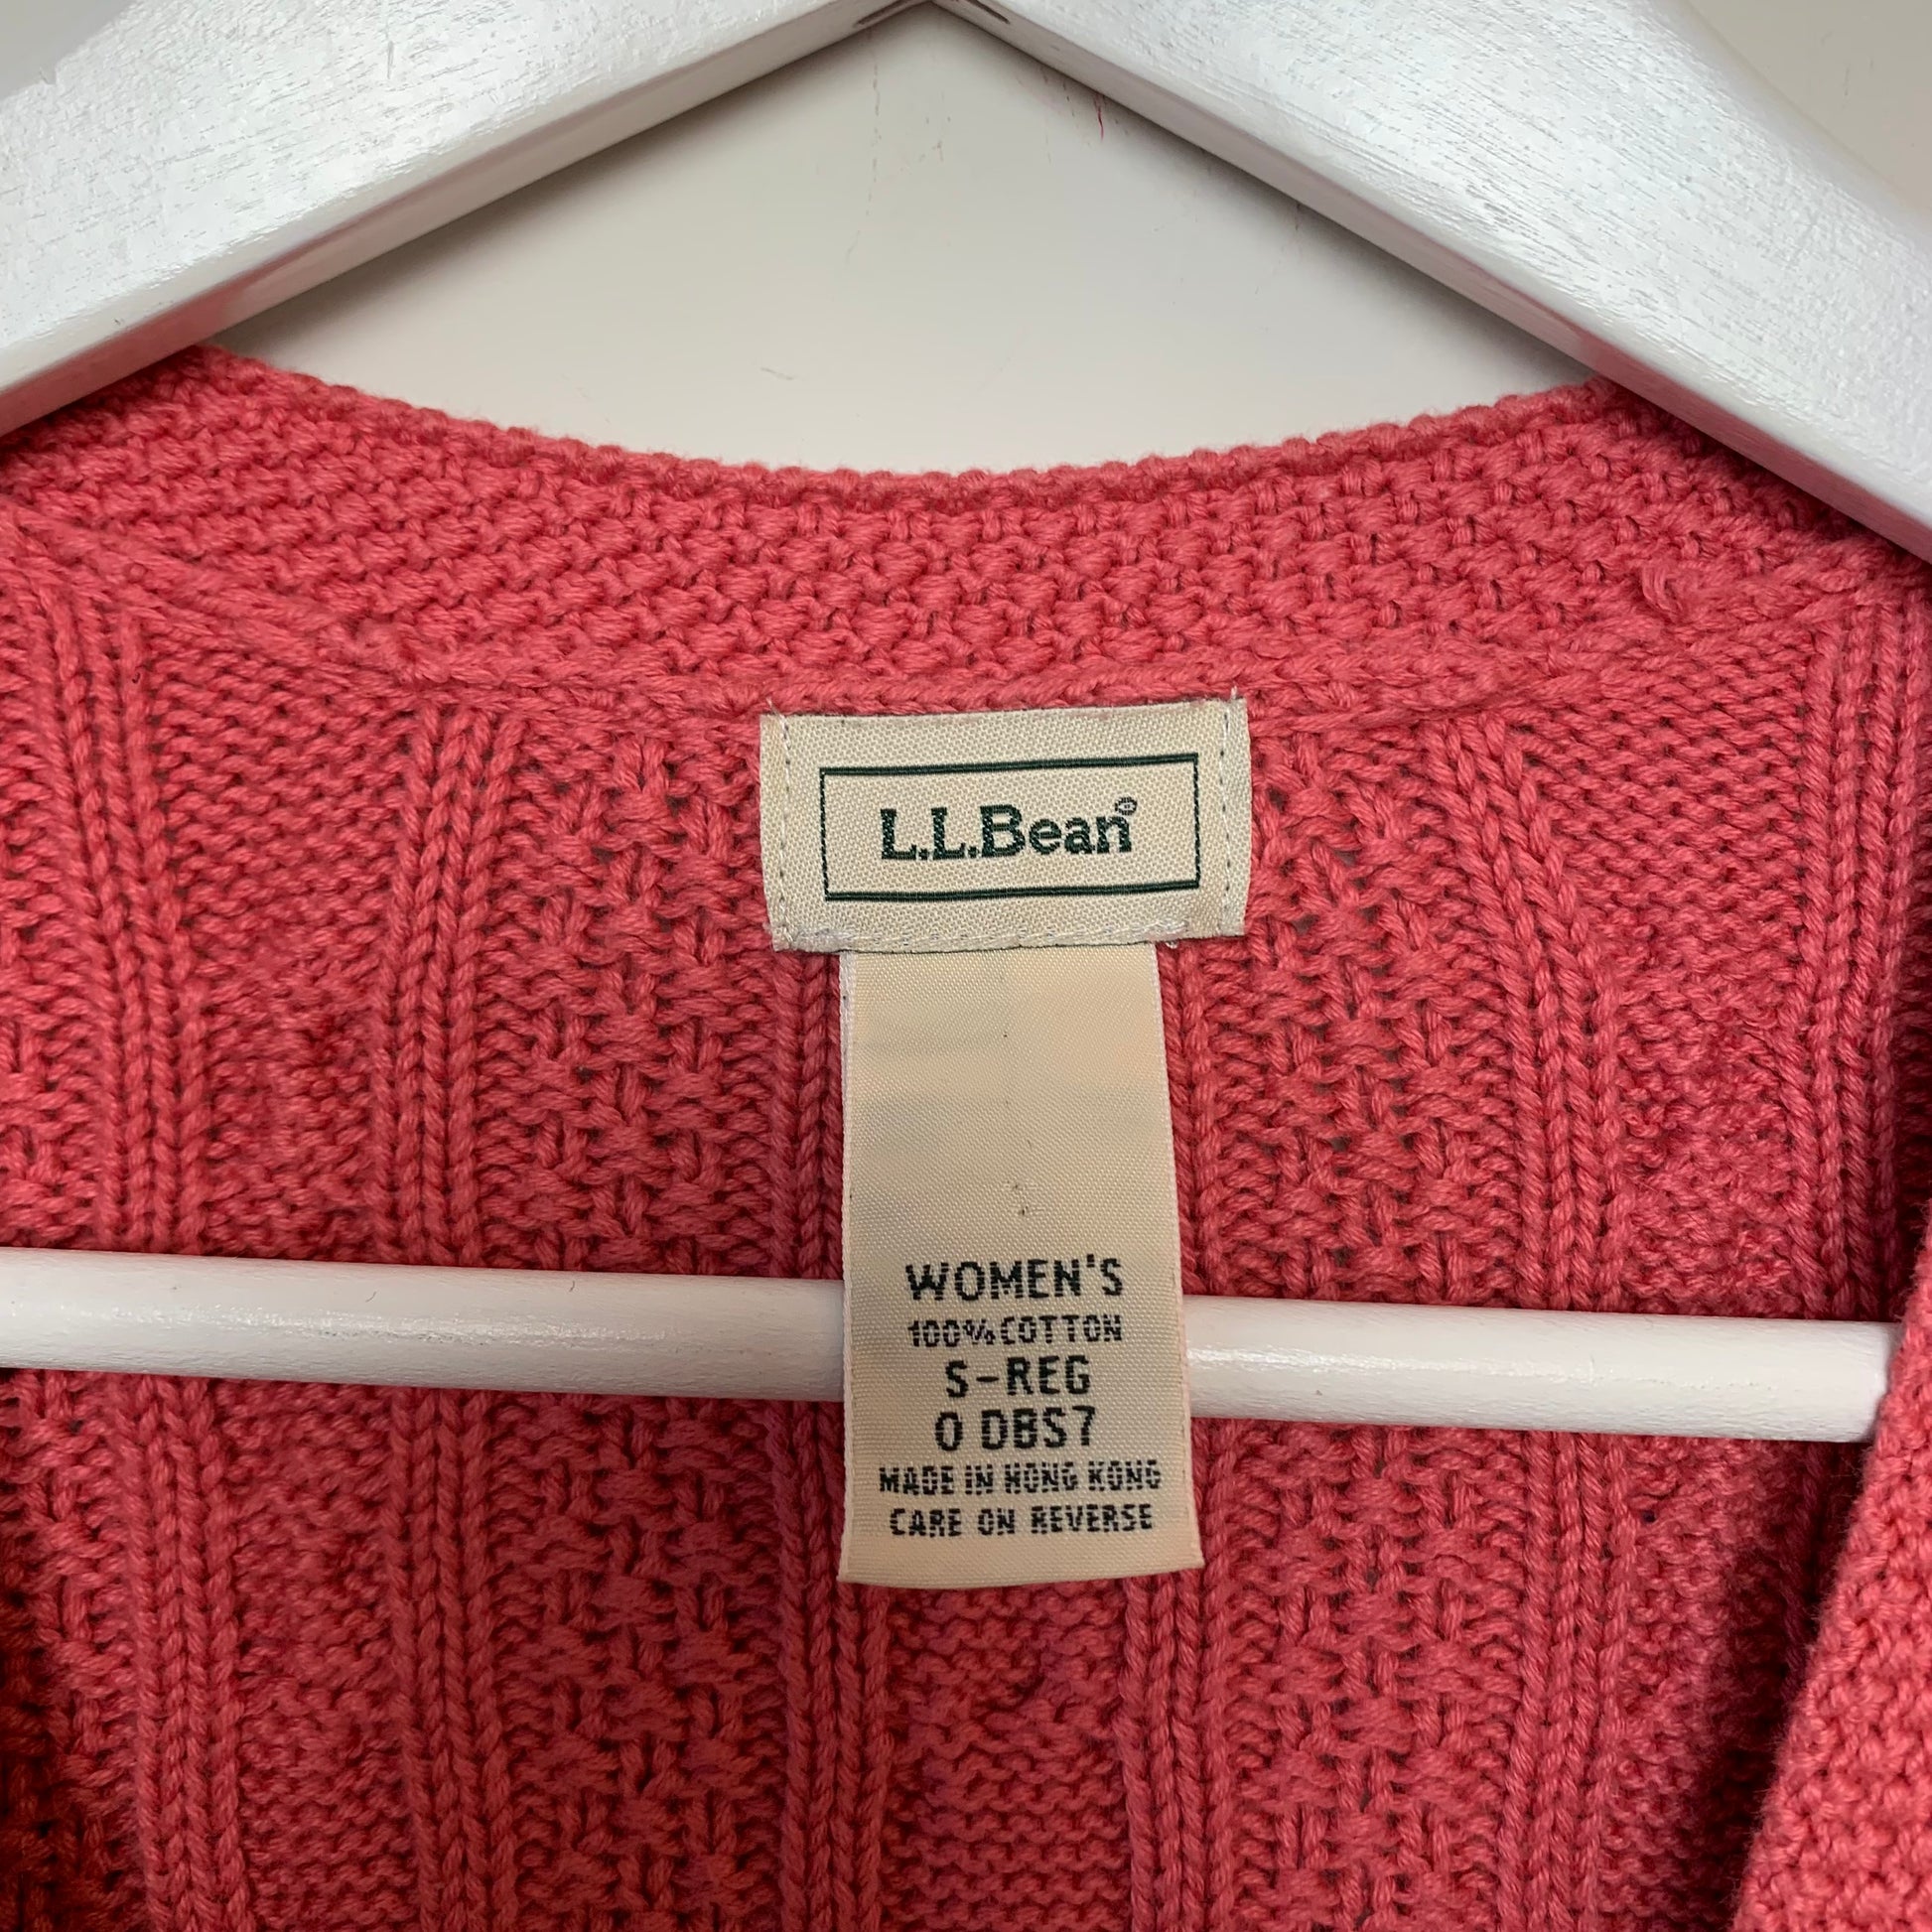 L.L.Bean®
WOMEN'S
100% COTTON
S-REG
0 DBS7
MADE IN HONG KONG
CARE ON REVERSE